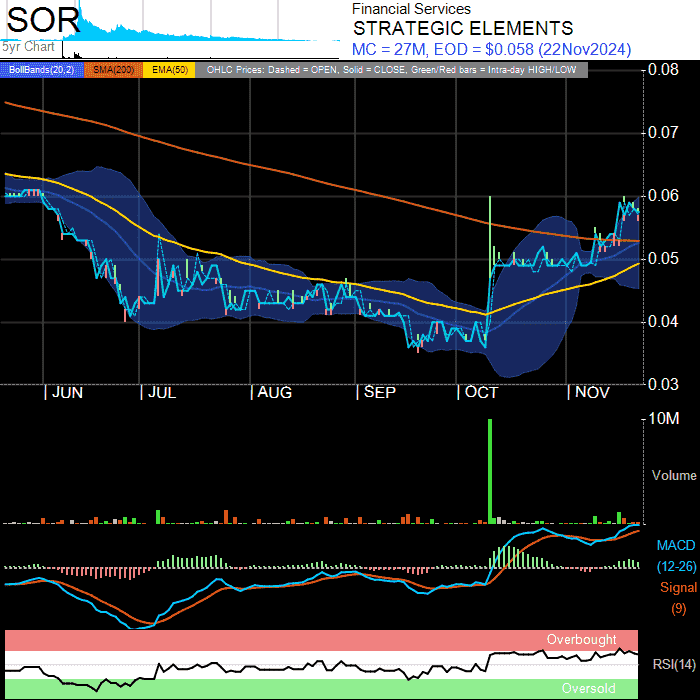 SOR
5yr Chart
Financial Services
STRATEGIC ELEMENTS
MC = 27M, EOD = $0.058 (22Nov2024)
BollBands(20,2) SMA(200) EMA(50) OHLC Prices: Dashed = OPEN, Solid = CLOSE, Green/Red bars = Intra-day HIGH/LOW
0.08
0.07
0.06
0.05
0.04
0.03
JUN JUL AUG SEP OCT NOV
10M
Volume
MACD
(12-26)
Signal
(9)
Overbought
RSI(14)
Oversold